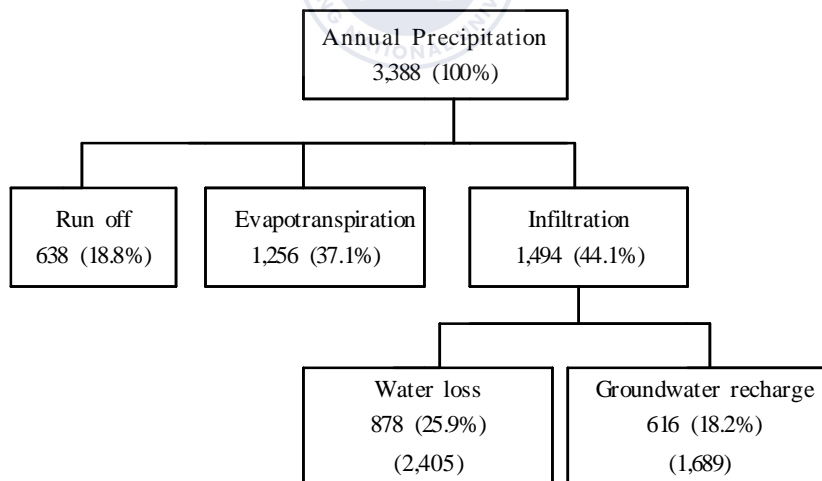 Annual Precipitation
3,388 (100%)
Run off
638 (18.8%)
Evapotranspiration
1,256 (37.1%)
Infiltration
1,494 (44.1%)
Water loss
878 (25.9%)
(2,405)
Groundwater recharge
616 (18.2%)
(1,689)